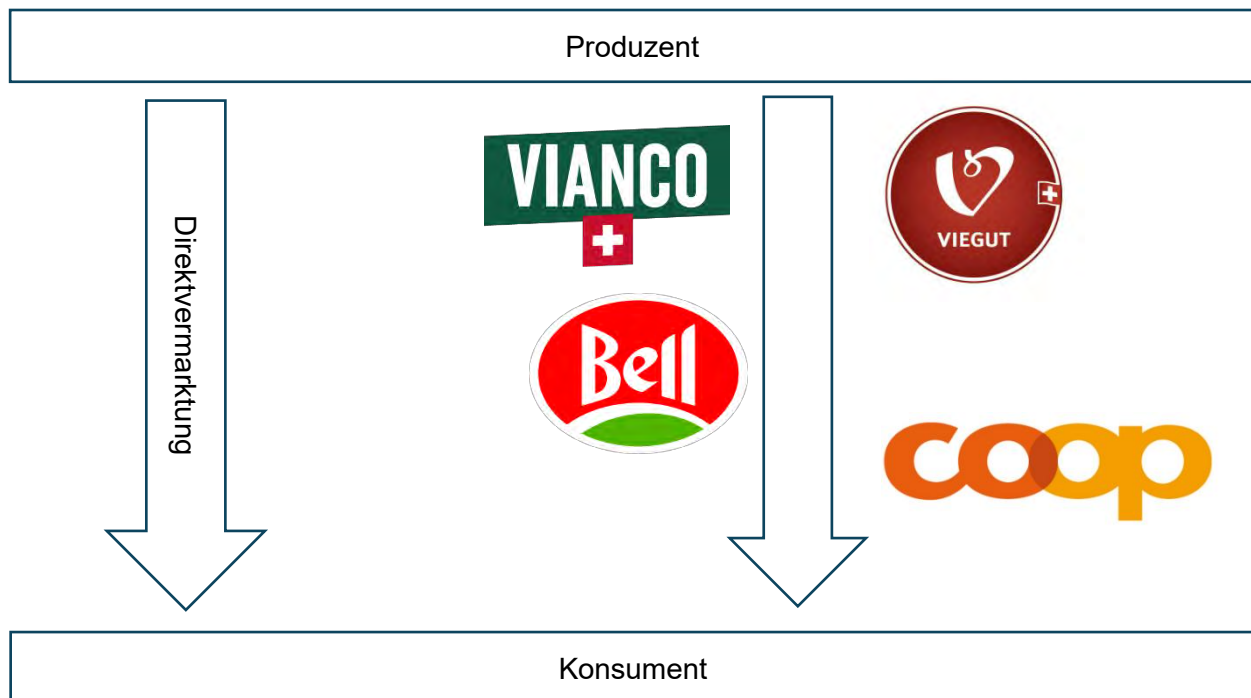 Produzent
Direktvermarktung
VIANCO
VIEGUT
Bell
coop
Konsument